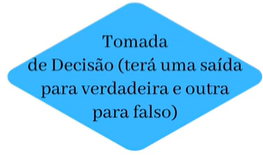 Tomada
de Decisão (terá uma saída
para verdadeira e outra
para falso)